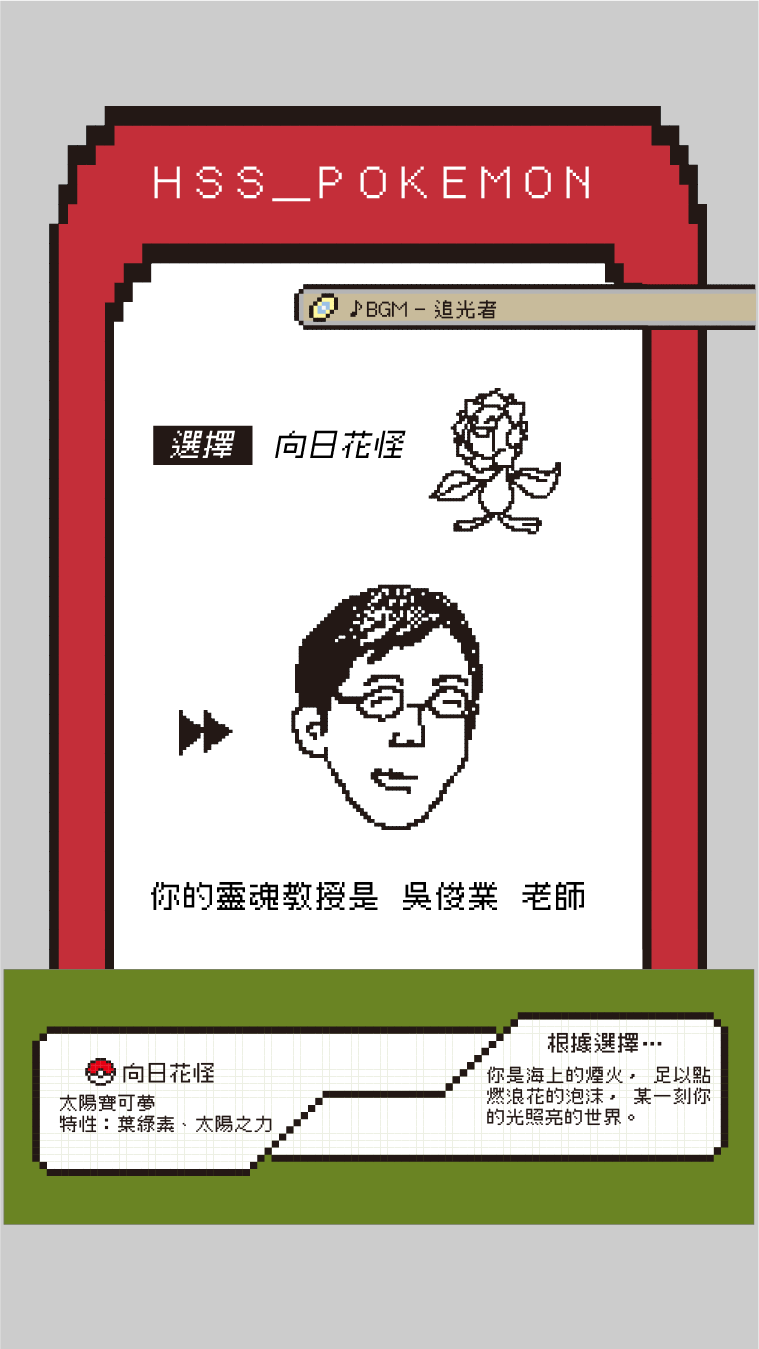 HSS_POKEMON
♪BGM - 追光者
選擇 向日花怪
你的靈魂教授是 吳俊業 老師
向日花怪
太陽寶可夢
特性：葉綠素、太陽之力
根據選擇…
你是海上的煙火， 足以點
燃浪花的泡沫， 某一刻你
的光照亮的世界。